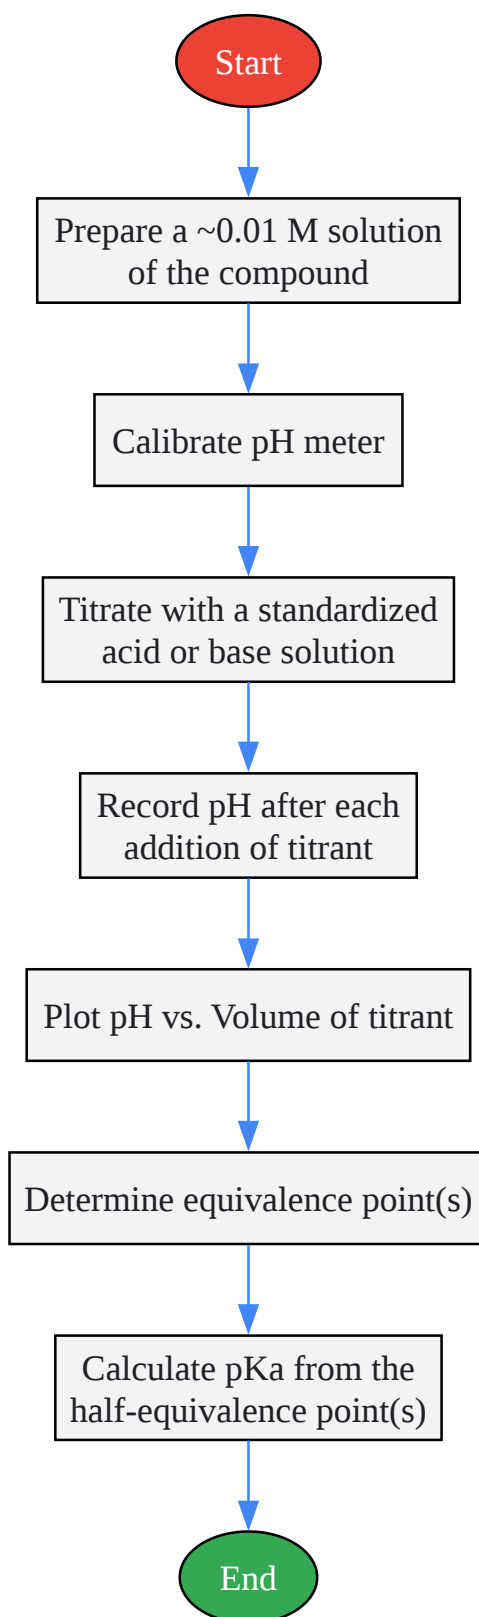 Start
Prepare a ~0.01 M solution
of the compound
Calibrate pH meter
Titrate with a standardized
acid or base solution
Record pH after each
addition of titrant
Plot pH vs. Volume of titrant
Determine equivalence point(s)
Calculate pKa from the
half-equivalence point(s)
End